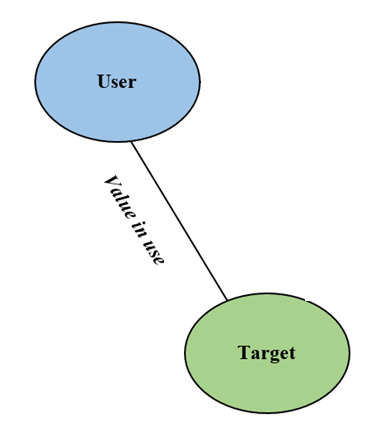 User
Value in use
Target